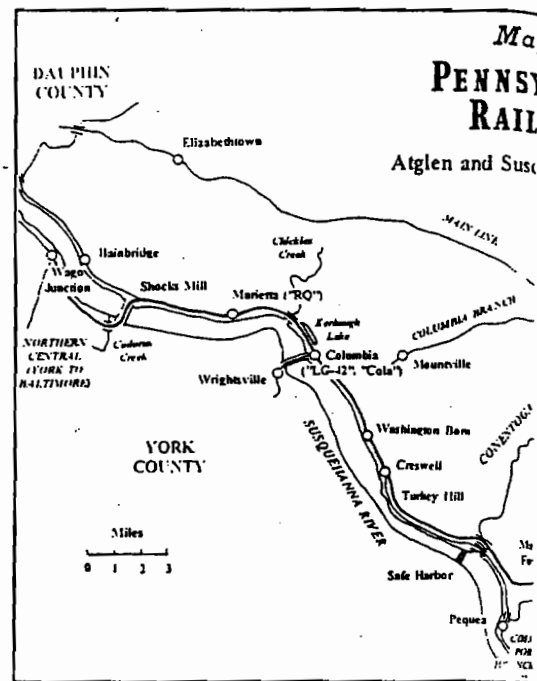 Ma
PENNSY
RAIL
Atglen and Susq
DAUPHIN
COUNTY
Elizabethtown
MAIN LINE
Bainbridge
Chickies
Creek
Wago
Junction
Shocks Mill
Marietta ("RQ")
COLUMBIA BRANCH
Lake
NORTHERN
CENTRAL
(YORK TO
BALTIMORE)
Codorus
Creek
Columbia
("LG-42", "Cola")
Mountville
Wrightsville
Washington Boro
CONESTOGA
YORK
COUNTY
SUSQUEHANNA RIVER
Creswell
Turkey Hill
Miles
0 1 2 3
Safe Harbor
Pequea